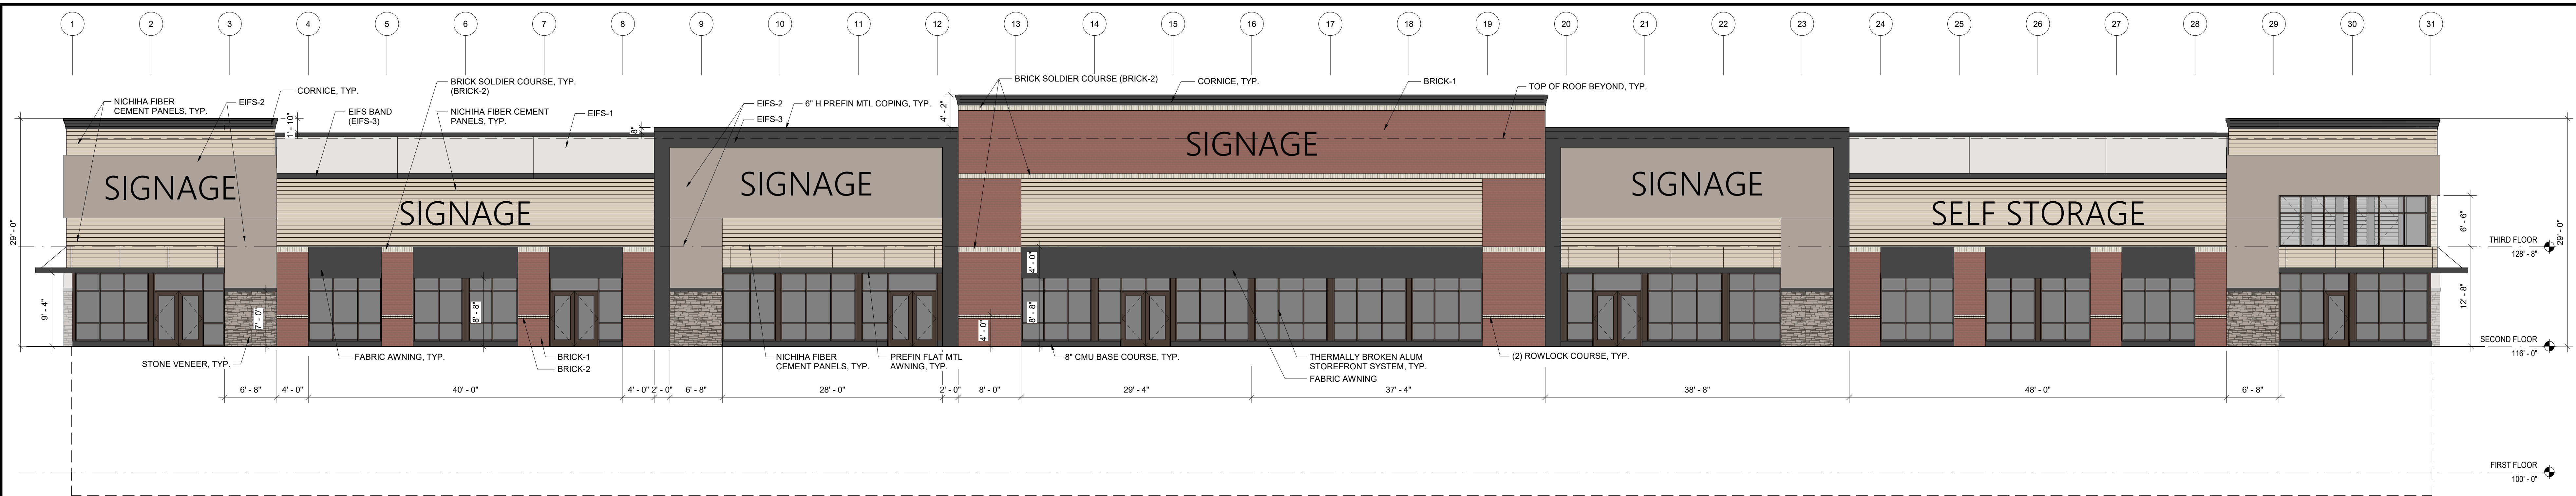 1 2 3 4 5 6 7 8 9 10 11 12 13 14 15 16 17 18 19 20 21 22 23 24 25 26 27 28 29 30 31
BRICK SOLDIER COURSE, TYP.
(BRICK-2)
BRICK SOLDIER COURSE (BRICK-2)
CORNICE, TYP.
BRICK-1
TOP OF ROOF BEYOND, TYP.
CORNICE, TYP.
NICHIHA FIBER
CEMENT PANELS, TYP.
EIFS-2
EIFS BAND
(EIFS-3)
NICHIHA FIBER CEMENT
PANELS, TYP.
EIFS-1
EIFS-2
6" H PREFIN MTL COPING, TYP.
EIFS-3
4' - 2"
1' - 10"
8"
SIGNAGE
SIGNAGE
SIGNAGE
SIGNAGE
SIGNAGE
SELF STORAGE
29' - 0"
9' - 4"
7' - 0"
8' - 8"
4' - 0"
8' - 8"
4' - 0"
6' - 6"
12' - 8"
29' - 0"
THIRD FLOOR
128' - 8"
SECOND FLOOR
116' - 0"
STONE VENEER, TYP.
FABRIC AWNING, TYP.
BRICK-1
BRICK-2
NICHIHA FIBER
CEMENT PANELS, TYP.
PREFIN FLAT MTL
AWNING, TYP.
8" CMU BASE COURSE, TYP.
THERMALLY BROKEN ALUM
STOREFRONT SYSTEM, TYP.
FABRIC AWNING
(2) ROWLOCK COURSE, TYP.
6' - 8" 4' - 0" 40' - 0" 4' - 0" 2' - 0" 6' - 8" 28' - 0" 2' - 0" 8' - 0" 29' - 4" 37' - 4" 38' - 8" 48' - 0" 6' - 8"
FIRST FLOOR
100' - 0"